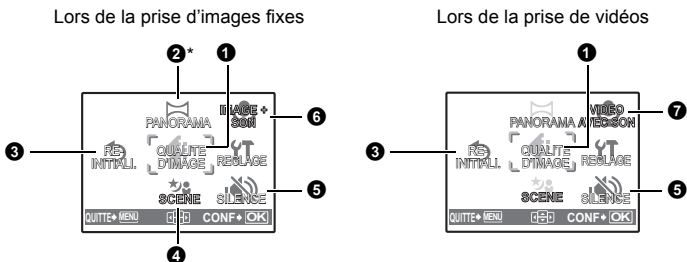 Lors de la prise d'images fixes
Lors de la prise de vidéos
2*
1
PANORAMA
IMAGE +
SON
6
3
RÉ-
INITIALI.
QUALITE
D'IMAGE
REGLAGE
SCENE
SILENCE
5
QUITTE MENU
CONF OK
4
1
PANORAMA
VIDEO
AVEC SON
7
3
RÉ-
INITIALI.
QUALITE
D'IMAGE
REGLAGE
SCENE
SILENCE
5
QUITTE MENU
CONF OK